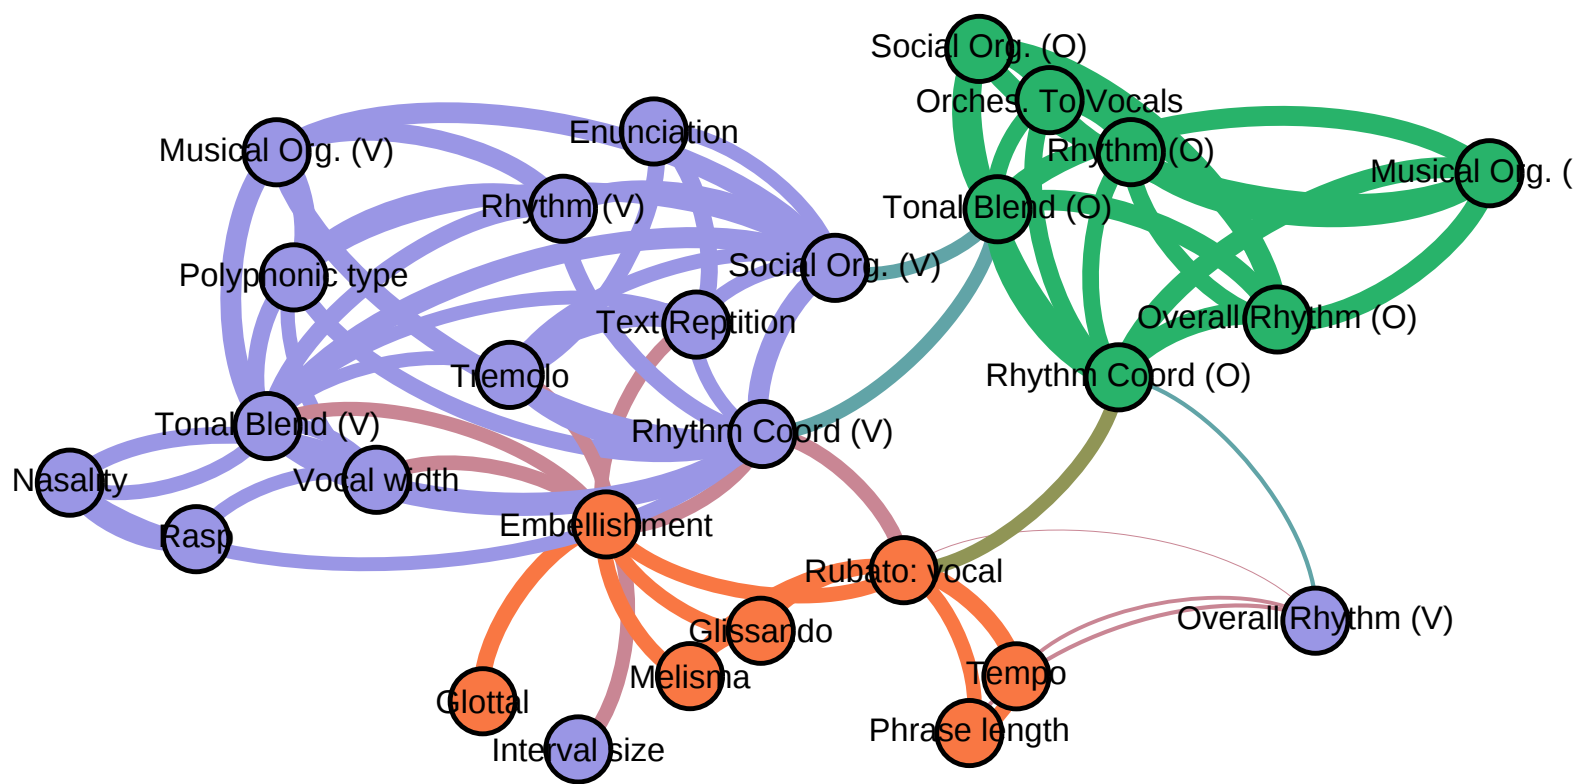 Social Org. (O)
Orches. To Vocals
Enunciation
Musical Org. (V)
Rhythm (O)
Musical Org. (
Rhythm (V)
Tonal Blend (O)
Social Org. (V)
Polyphonic type
Text Reptition
Overall Rhythm (O)
Tremolo
Rhythm Coord (O)
Tonal Blend (V)
Rhythm Coord (V)
Nasality
Vocal width
Embellishment
Rasp
Rubato: vocal
Overall Rhythm (V)
Glissando
Melisma
Tempo
Glottal
Phrase length
Interval size